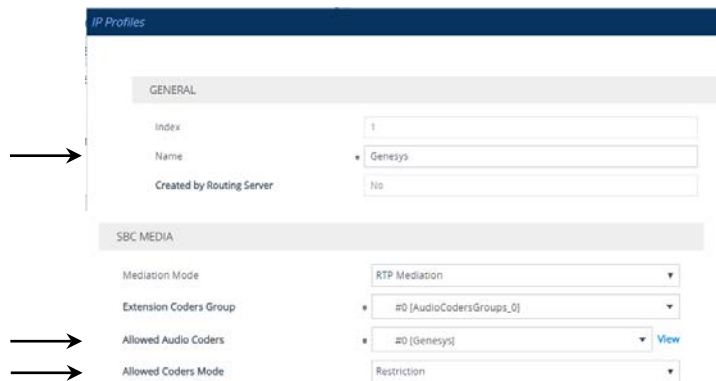 IP Profiles
GENERAL
Index 1
Name Genesys
Created by Routing Server No
SBC MEDIA
Mediation Mode RTP Mediation
Extension Coders Group #0 [AudioCodersGroups_0]
Allowed Audio Coders #0 [Genesys] View
Allowed Coders Mode Restriction